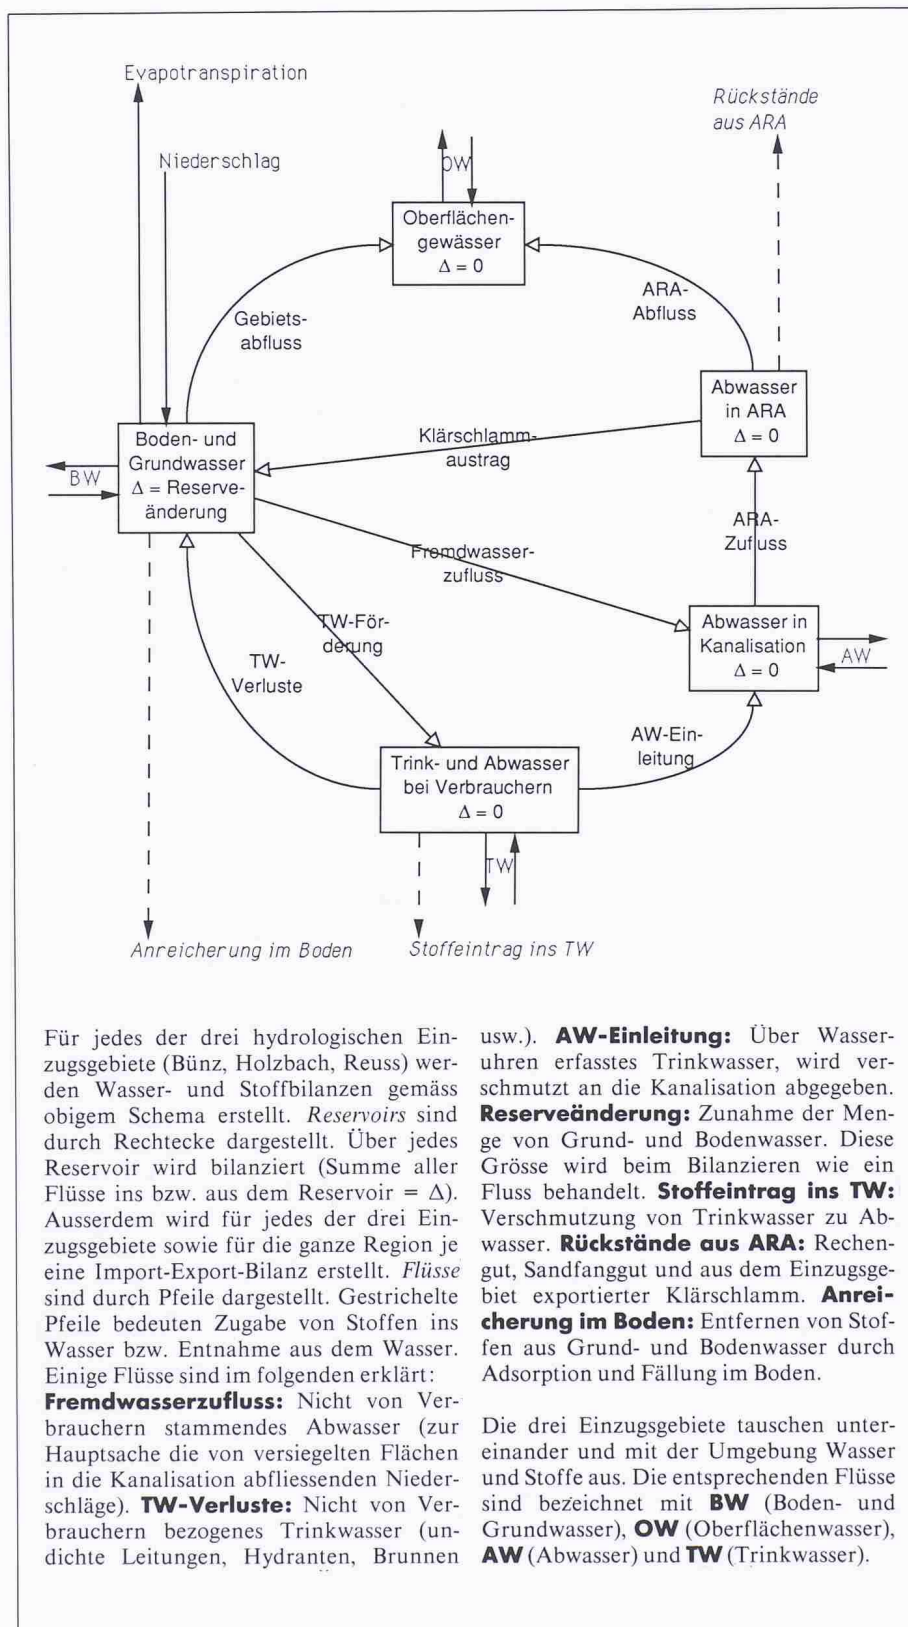 Evapotranspiration
Rückstände
aus ARA
Niederschlag
OW
Oberflächen-
gewässer
Δ = 0
Gebiets-
abfluss
ARA-
Abfluss
Abwasser
in ARA
Δ = 0
Boden- und
Grundwasser
Δ = Reserve-
änderung
BW
Klärschlamm-
austrag
ARA-
Zufluss
Fremdwasser-
zufluss
Abwasser in
Kanalisation
Δ = 0
AW
TW-För-
derung
TW-
Verluste
AW-Ein-
leitung
Trink- und Abwasser
bei Verbrauchern
Δ = 0
TW
Anreicherung im Boden
Stoffeintrag ins TW
Für jedes der drei hydrologischen Ein-
zugsgebiete (Bünz, Holzbach, Reuss) wer-
den Wasser- und Stoffbilanzen gemäss
obigem Schema erstellt. Reservoirs sind
durch Rechtecke dargestellt. Über jedes
Reservoir wird bilanziert (Summe aller
Flüsse ins bzw. aus dem Reservoir = Δ).
Ausserdem wird für jedes der drei Ein-
zugsgebiete sowie für die ganze Region je
eine Import-Export-Bilanz erstellt. Flüsse
sind durch Pfeile dargestellt. Gestrichelte
Pfeile bedeuten Zugabe von Stoffen ins
Wasser bzw. Entnahme aus dem Wasser.
Einige Flüsse sind im folgenden erklärt:
Fremdwasserzufluss: Nicht von Ver-
brauchern stammendes Abwasser (zur
Hauptsache die von versiegelten Flächen
in die Kanalisation abfliessenden Nieder-
schläge). TW-Verluste: Nicht von Ver-
brauchern bezogenes Trinkwasser (un-
dichte Leitungen, Hydranten, Brunnen
usw.). AW-Einleitung: Über Wasser-
uhren erfasstes Trinkwasser, wird ver-
schmutzt an die Kanalisation abgegeben.
Reserveänderung: Zunahme der Men-
ge von Grund- und Bodenwasser. Diese
Grösse wird beim Bilanzieren wie ein
Fluss behandelt. Stoffeintrag ins TW:
Verschmutzung von Trinkwasser zu Ab-
wasser. Rückstände aus ARA: Rechen-
gut, Sandfanggut und aus dem Einzugsge-
biet exportierter Klärschlamm. Anrei-
cherung im Boden: Entfernen von Stof-
fen aus Grund- und Bodenwasser durch
Adsorption und Fällung im Boden.
Die drei Einzugsgebiete tauschen unter-
einander und mit der Umgebung Wasser
und Stoffe aus. Die entsprechenden Flüsse
sind bezeichnet mit BW (Boden- und
Grundwasser), OW (Oberflächenwasser),
AW (Abwasser) und TW (Trinkwasser).